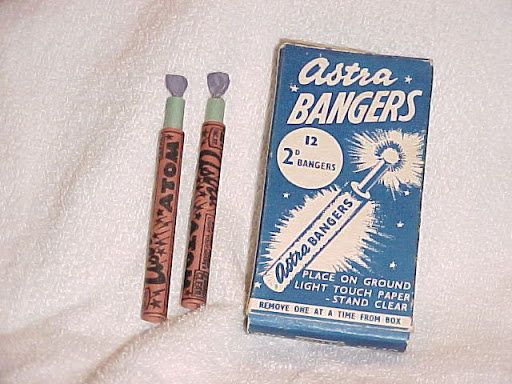 Astra
BANGERS
12
2D
BANGERS
Astra BANGERS
PLACE ON GROUND
LIGHT TOUCH PAPER
- STAND CLEAR
REMOVE ONE AT A TIME FROM BOX
ATOM